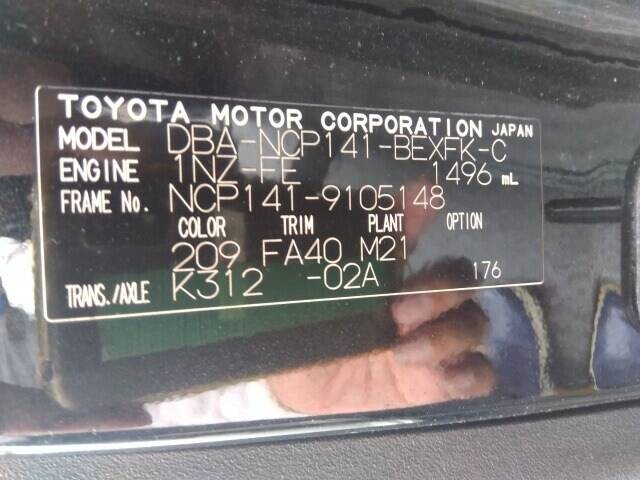 TOYOTA MOTOR CORPORATION JAPAN
MODEL DBA-NCP141-BEXFK-C
ENGINE 1NZ-FE 1496 mL
FRAME No. NCP141-9105148
COLOR TRIM PLANT OPTION
209 FA40 M21
TRANS./AXLE K312 -02A 176